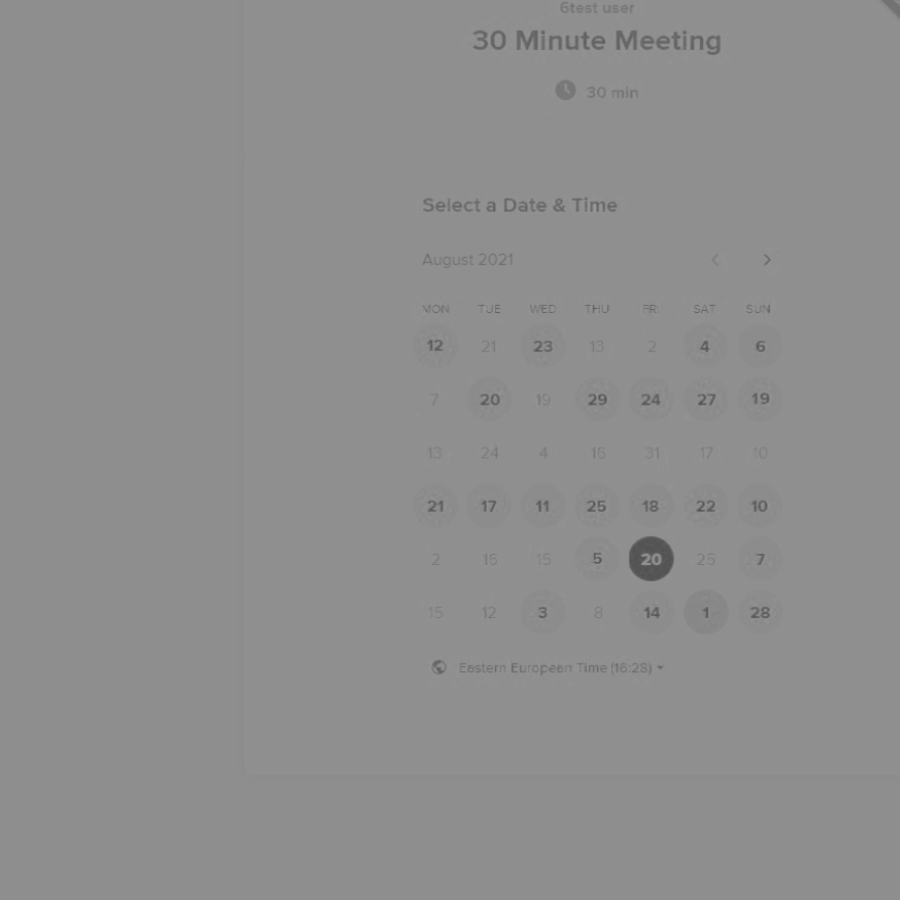 6test user
30 Minute Meeting
30 min
Select a Date & Time
August 2021
MON TUE WED THU FRI SAT SUN
12 21 23 13 2 4 6
7 20 19 29 24 27 19
13 24 4 16 31 17 10
21 17 11 25 18 22 10
2 16 15 5 20 25 7
15 12 3 8 14 1 28
Eastern European Time (16:28)